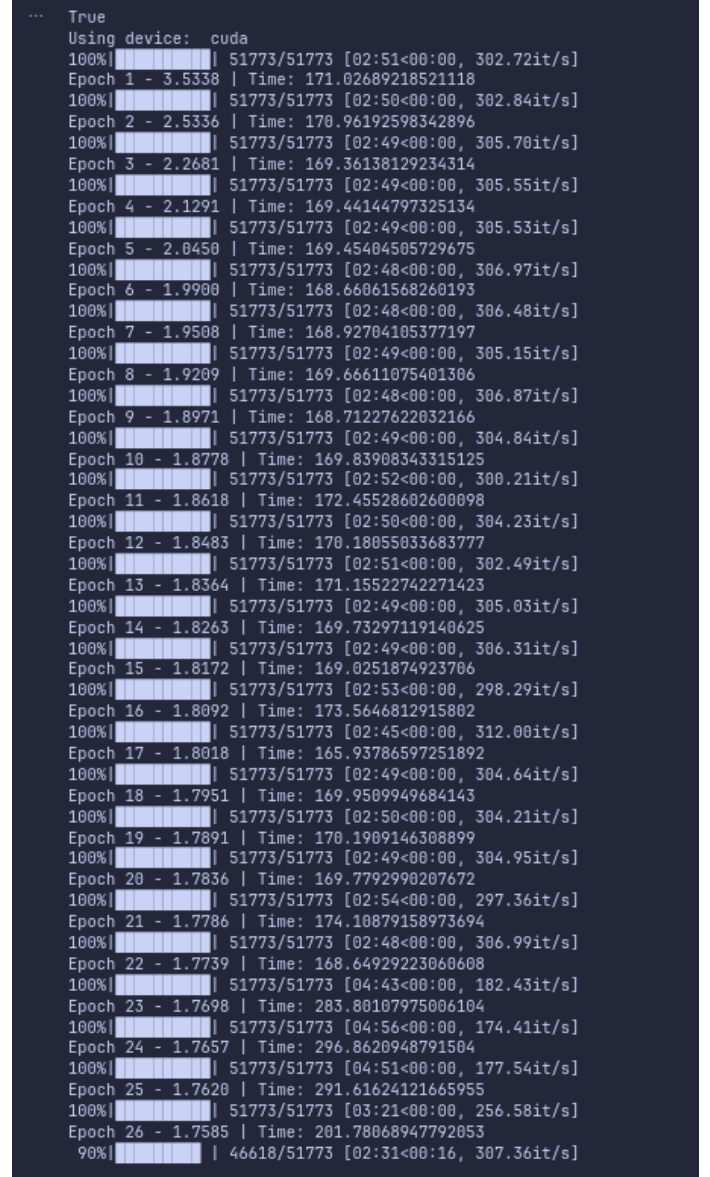 ... True
Using device:  cuda
100%|██████████| 51773/51773 [02:51<00:00, 302.72it/s]
Epoch 1 - 3.5338 | Time: 171.02689218521118
100%|██████████| 51773/51773 [02:50<00:00, 302.84it/s]
Epoch 2 - 2.5336 | Time: 170.96192598342896
100%|██████████| 51773/51773 [02:49<00:00, 305.70it/s]
Epoch 3 - 2.2681 | Time: 169.36138129234314
100%|██████████| 51773/51773 [02:49<00:00, 305.55it/s]
Epoch 4 - 2.1291 | Time: 169.44144797325134
100%|██████████| 51773/51773 [02:49<00:00, 305.53it/s]
Epoch 5 - 2.0450 | Time: 169.45404505729675
100%|██████████| 51773/51773 [02:48<00:00, 306.97it/s]
Epoch 6 - 1.9900 | Time: 168.66061568260193
100%|██████████| 51773/51773 [02:48<00:00, 306.48it/s]
Epoch 7 - 1.9508 | Time: 168.92704105377197
100%|██████████| 51773/51773 [02:49<00:00, 305.15it/s]
Epoch 8 - 1.9209 | Time: 169.66611075401306
100%|██████████| 51773/51773 [02:48<00:00, 306.87it/s]
Epoch 9 - 1.8971 | Time: 168.71227622032166
100%|██████████| 51773/51773 [02:49<00:00, 304.84it/s]
Epoch 10 - 1.8778 | Time: 169.83908343315125
100%|██████████| 51773/51773 [02:52<00:00, 300.21it/s]
Epoch 11 - 1.8618 | Time: 172.45528602600098
100%|██████████| 51773/51773 [02:50<00:00, 304.23it/s]
Epoch 12 - 1.8483 | Time: 170.18055033683777
100%|██████████| 51773/51773 [02:51<00:00, 302.49it/s]
Epoch 13 - 1.8364 | Time: 171.15522742271423
100%|██████████| 51773/51773 [02:49<00:00, 305.03it/s]
Epoch 14 - 1.8263 | Time: 169.73297119140625
100%|██████████| 51773/51773 [02:49<00:00, 306.31it/s]
Epoch 15 - 1.8172 | Time: 169.0251874923706
100%|██████████| 51773/51773 [02:53<00:00, 298.29it/s]
Epoch 16 - 1.8092 | Time: 173.5646812915802
100%|██████████| 51773/51773 [02:45<00:00, 312.00it/s]
Epoch 17 - 1.8018 | Time: 165.93786597251892
100%|██████████| 51773/51773 [02:49<00:00, 304.64it/s]
Epoch 18 - 1.7951 | Time: 169.9509949684143
100%|██████████| 51773/51773 [02:50<00:00, 304.21it/s]
Epoch 19 - 1.7891 | Time: 170.1909146308899
100%|██████████| 51773/51773 [02:49<00:00, 304.95it/s]
Epoch 20 - 1.7836 | Time: 169.7792990207672
100%|██████████| 51773/51773 [02:54<00:00, 297.36it/s]
Epoch 21 - 1.7786 | Time: 174.10879158973694
100%|██████████| 51773/51773 [02:48<00:00, 306.99it/s]
Epoch 22 - 1.7739 | Time: 168.64929223060608
100%|██████████| 51773/51773 [04:43<00:00, 182.43it/s]
Epoch 23 - 1.7698 | Time: 283.80107975006104
100%|██████████| 51773/51773 [04:56<00:00, 174.41it/s]
Epoch 24 - 1.7657 | Time: 296.8620948791504
100%|██████████| 51773/51773 [04:51<00:00, 177.54it/s]
Epoch 25 - 1.7620 | Time: 291.61624121665955
100%|██████████| 51773/51773 [03:21<00:00, 256.58it/s]
Epoch 26 - 1.7585 | Time: 201.78068947792053
 90%|█████████ | 46618/51773 [02:31<00:16, 307.36it/s]